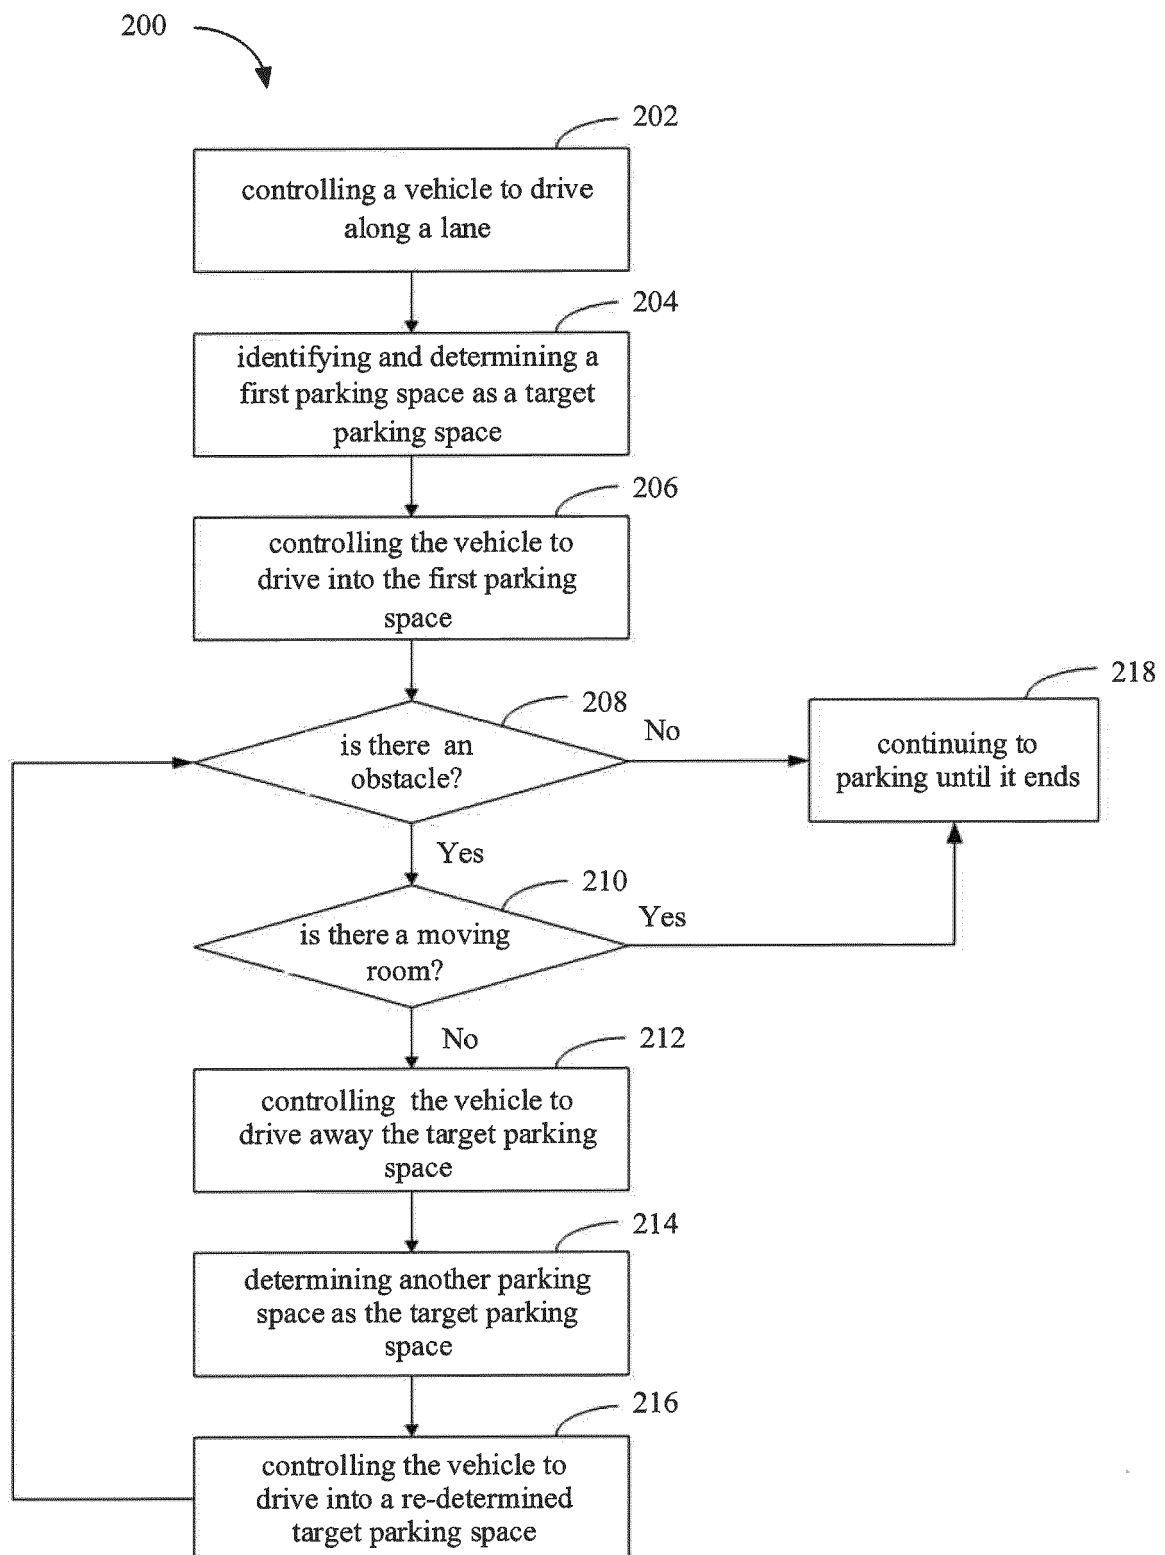 200
202
controlling a vehicle to drive
along a lane
204
identifying and determining a
first parking space as a target
parking space
206
controlling the vehicle to
drive into the first parking
space
208
is there an
obstacle?
No
218
continuing to
parking until it ends
Yes
210
is there a moving
room?
Yes
No
212
controlling the vehicle to
drive away the target parking
space
214
determining another parking
space as the target parking
space
216
controlling the vehicle to
drive into a re-determined
target parking space